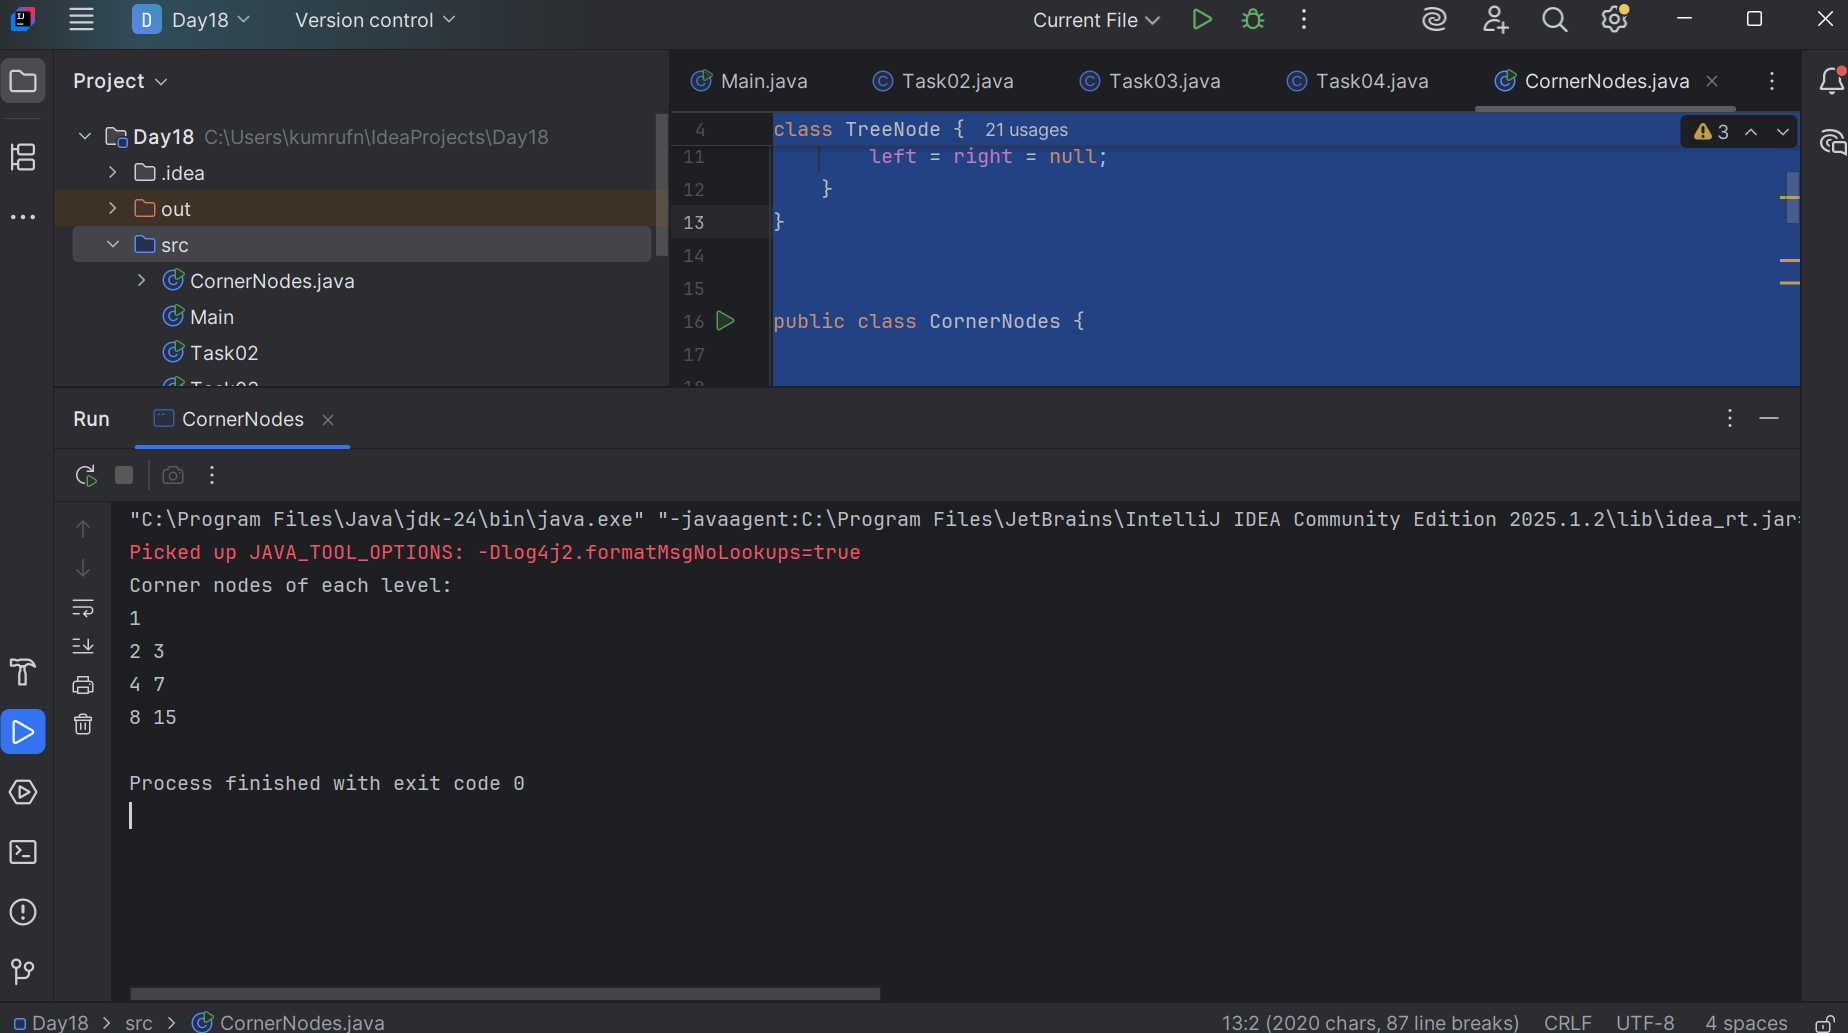 D Day18 Version control Current File
Project
Main.java Task02.java Task03.java Task04.java CornerNodes.java
Day18 C:\Users\kumrufn\IdeaProjects\Day18
.idea
out
src
CornerNodes.java
Main
Task02
4 class TreeNode { 21 usages
3
11 left = right = null;
12 }
13 }
14
15
16 public class CornerNodes {
17
18
Run CornerNodes
"C:\Program Files\Java\jdk-24\bin\java.exe" "-javaagent:C:\Program Files\JetBrains\IntelliJ IDEA Community Edition 2025.1.2\lib\idea_rt.jar=
Picked up JAVA_TOOL_OPTIONS: -Dlog4j2.formatMsgNoLookups=true
Corner nodes of each level:
1
2 3
4 7
8 15
Process finished with exit code 0
Day18 > src > CornerNodes.java
13:2 (2020 chars, 87 line breaks) CRLF UTF-8 4 spaces